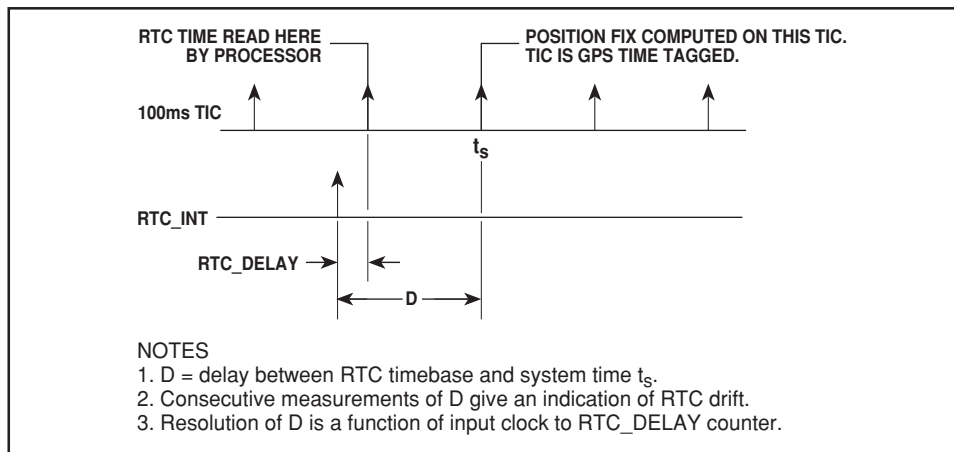 RTC TIME READ HERE
BY PROCESSOR
POSITION FIX COMPUTED ON THIS TIC.
TIC IS GPS TIME TAGGED.
100ms TIC
ts
RTC_INT
RTC_DELAY
D
NOTES
1. D = delay between RTC timebase and system time ts.
2. Consecutive measurements of D give an indication of RTC drift.
3. Resolution of D is a function of input clock to RTC_DELAY counter.